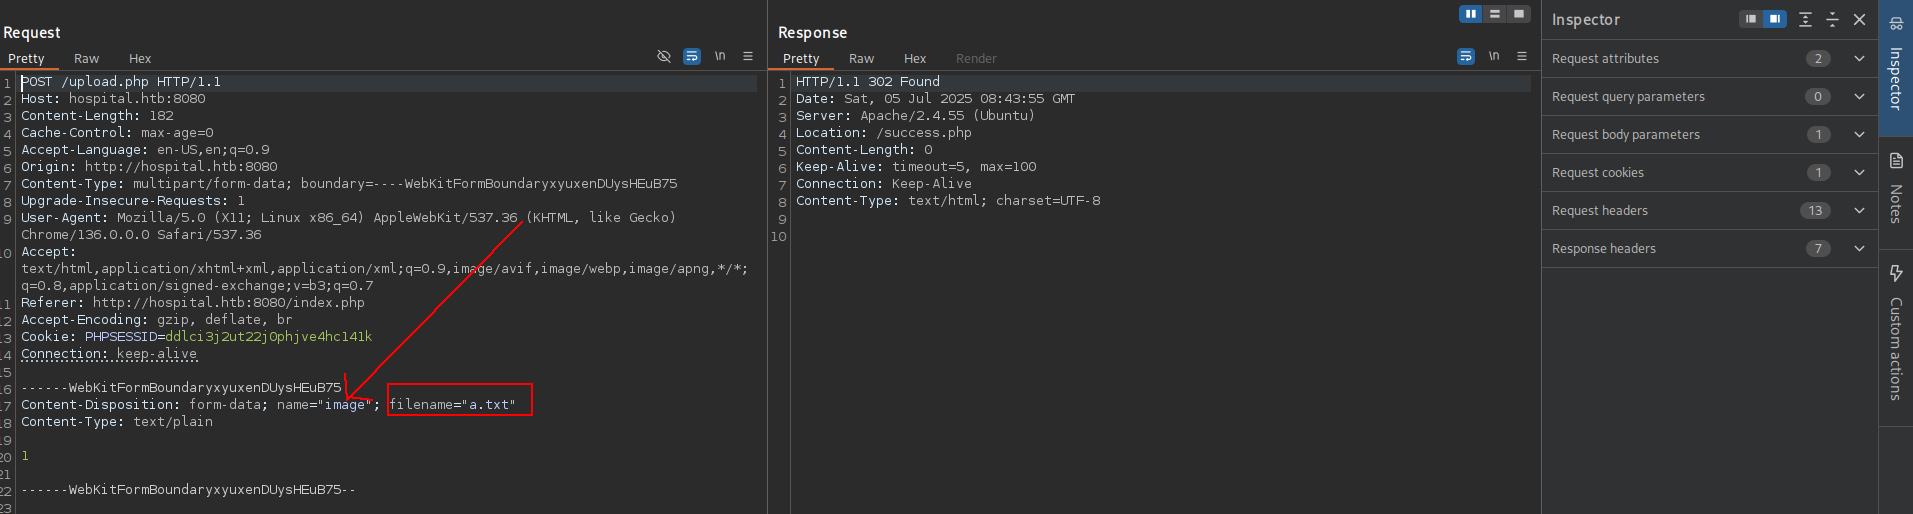 Request
Pretty Raw Hex
\n
1 POST /upload.php HTTP/1.1
2 Host: hospital.htb:8080
3 Content-Length: 182
4 Cache-Control: max-age=0
5 Accept-Language: en-US,en;q=0.9
6 Origin: http://hospital.htb:8080
7 Content-Type: multipart/form-data; boundary=----WebKitFormBoundaryxyuxenDUysHEuB75
8 Upgrade-Insecure-Requests: 1
9 User-Agent: Mozilla/5.0 (X11; Linux x86_64) AppleWebKit/537.36 (KHTML, like Gecko)
Chrome/136.0.0.0 Safari/537.36
10 Accept:
text/html,application/xhtml+xml,application/xml;q=0.9,image/avif,image/webp,image/apng,*/*;
q=0.8,application/signed-exchange;v=b3;q=0.7
11 Referer: http://hospital.htb:8080/index.php
12 Accept-Encoding: gzip, deflate, br
13 Cookie: PHPSESSID=ddlci3j2ut22j0phjve4hc141k
14 Connection: keep-alive
15
16 ------WebKitFormBoundaryxyuxenDUysHEuB75
17 Content-Disposition: form-data; name="image"; filename="a.txt"
18 Content-Type: text/plain
19
20 1
21
22 ------WebKitFormBoundaryxyuxenDUysHEuB75--
23
Response
Pretty Raw Hex Render
\n
1 HTTP/1.1 302 Found
2 Date: Sat, 05 Jul 2025 08:43:55 GMT
3 Server: Apache/2.4.55 (Ubuntu)
4 Location: /success.php
5 Content-Length: 0
6 Keep-Alive: timeout=5, max=100
7 Connection: Keep-Alive
8 Content-Type: text/html; charset=UTF-8
9
10
Inspector
Request attributes 2
Request query parameters 0
Request body parameters 1
Request cookies 1
Request headers 13
Response headers 7
Inspector
Notes
Custom actions